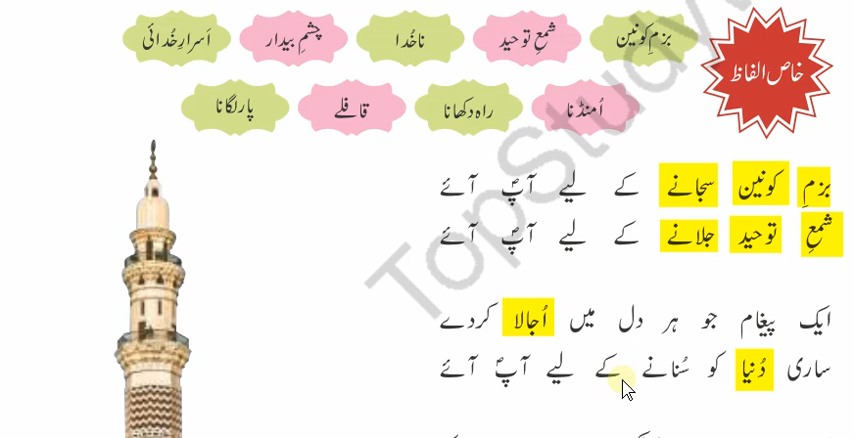 خاص الفاظ
بزمِ کونین شمعِ توحید ناخُدا چشمِ بیدار اَسرارِ خُدائی
اُمنڈنا راہ دکھانا قافلے پار لگانا
بزمِ کونین سجانے کے لیے آپؐ آئے
شمعِ توحید جلانے کے لیے آپؐ آئے
ایک پیغام جو ہر دل میں اُجالا کردے
ساری دُنیا کو سُنانے کے لیے آپؐ آئے
TopStudy